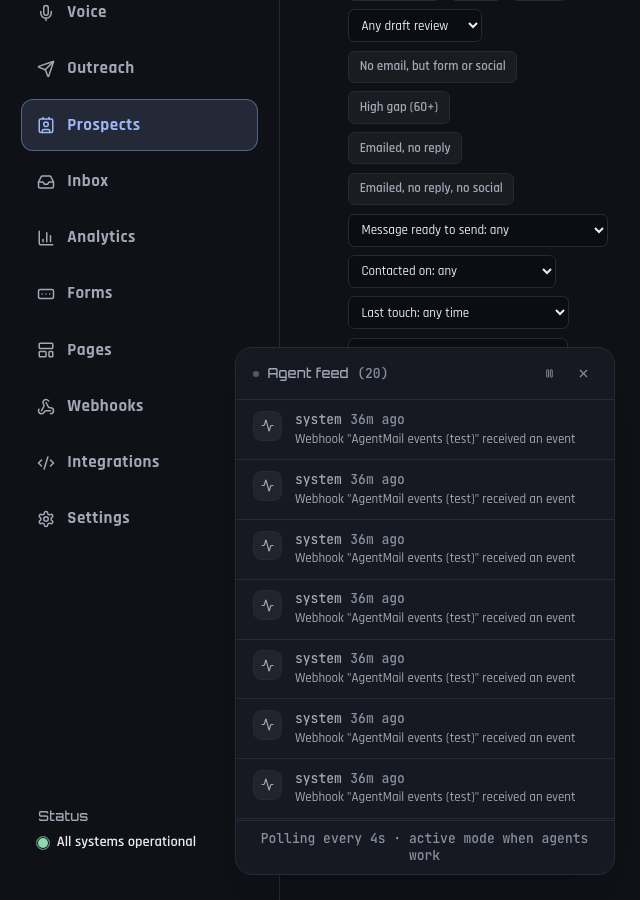 Voice
Outreach
Prospects
Inbox
Analytics
Forms
Pages
Webhooks
Integrations
Settings
Status
All systems operational
Any draft review
No email, but form or social
High gap (60+)
Emailed, no reply
Emailed, no reply, no social
Message ready to send: any
Contacted on: any
Last touch: any time
Agent feed (20)
system 36m ago
Webhook "AgentMail events (test)" received an event
system 36m ago
Webhook "AgentMail events (test)" received an event
system 36m ago
Webhook "AgentMail events (test)" received an event
system 36m ago
Webhook "AgentMail events (test)" received an event
system 36m ago
Webhook "AgentMail events (test)" received an event
system 36m ago
Webhook "AgentMail events (test)" received an event
system 36m ago
Webhook "AgentMail events (test)" received an event
Polling every 4s · active mode when agents
work